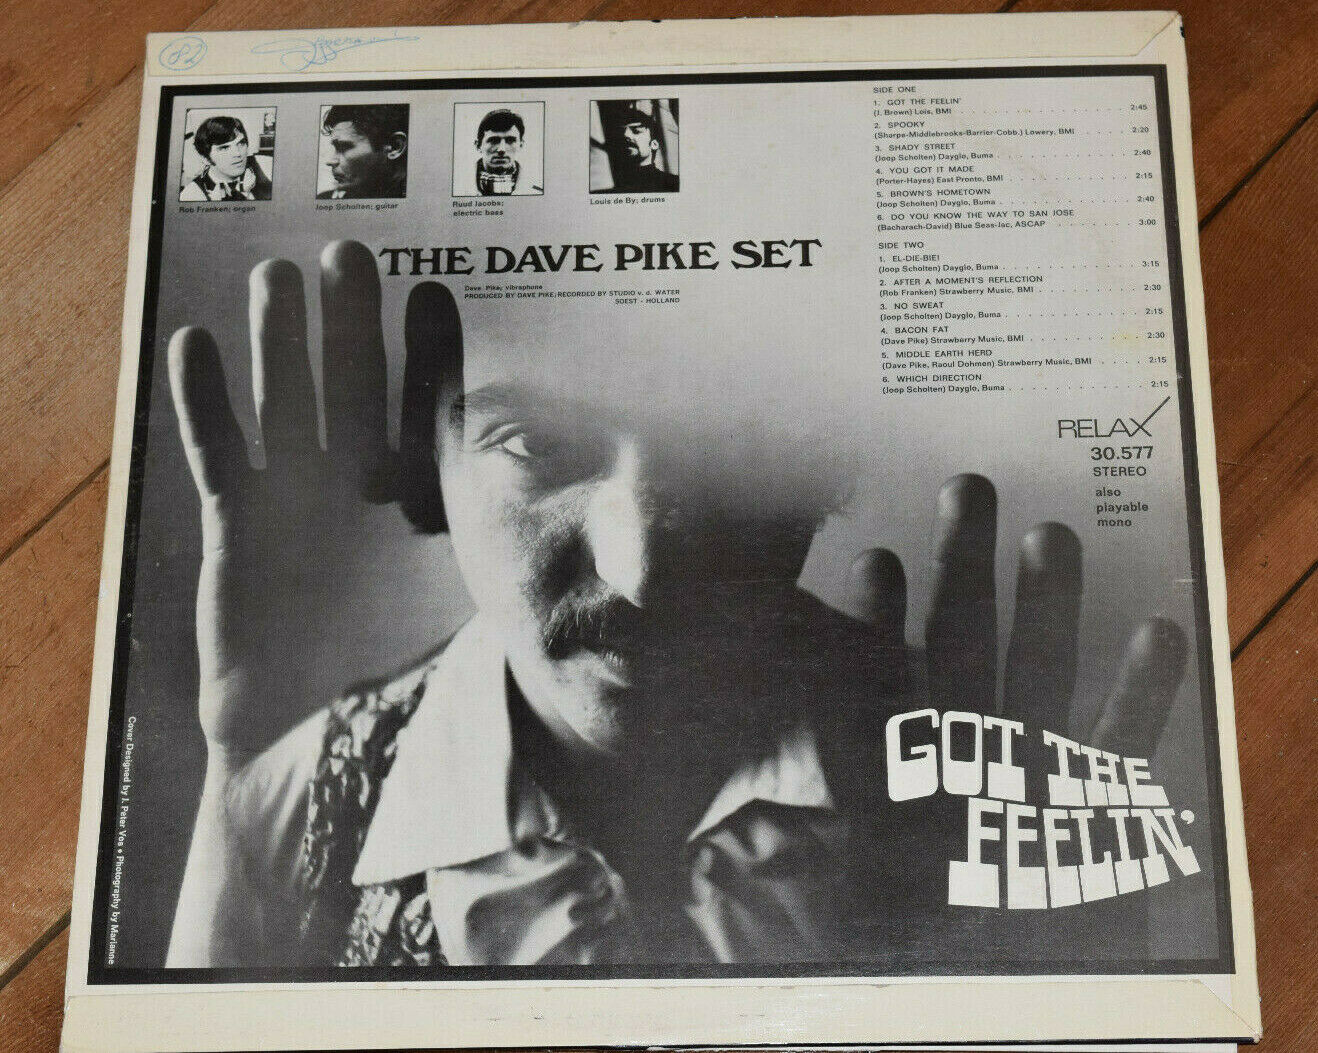 82
Rob Franken; organ
Joop Scholten; guitar
Ruud Jacobs;
electric bass
Louis de By; drums
THE DAVE PIKE SET
Dave Pike; vibraphone
PRODUCED BY DAVE PIKE; RECORDED BY STUDIO v. d. WATER
SOEST - HOLLAND
SIDE ONE
1. GOT THE FEELIN'
(J. Brown) Lois, BMI 2:45
2. SPOOKY
(Sharpe-Middlebrooks-Barrier-Cobb.) Lowery, BMI 2:20
3. SHADY STREET
(Joop Scholten) Dayglo, Buma 2:40
4. YOU GOT IT MADE
(Porter-Hayes) East Pronto, BMI 2:15
5. BROWN'S HOMETOWN
(Joop Scholten) Dayglo, Buma 2:40
6. DO YOU KNOW THE WAY TO SAN JOSE
(Bacharach-David) Blue Seas-Jac, ASCAP 3:00
SIDE TWO
1. EL-DIE-BIE!
(Joop Scholten) Dayglo, Buma 3:15
2. AFTER A MOMENT'S REFLECTION
(Rob Franken) Strawberry Music, BMI 2:30
3. NO SWEAT
(Joop Scholten) Dayglo, Buma 2:15
4. BACON FAT
(Dave Pike) Strawberry Music, BMI 2:30
5. MIDDLE EARTH HERD
(Dave Pike, Raoul Dohmen) Strawberry Music, BMI 2:15
6. WHICH DIRECTION
(Joop Scholten) Dayglo, Buma 2:15
RELAX
30.577
STEREO
also
playable
mono
GOT THE
FEELIN'
Cover Designed by J. Peter Vos • Photography by Marianne